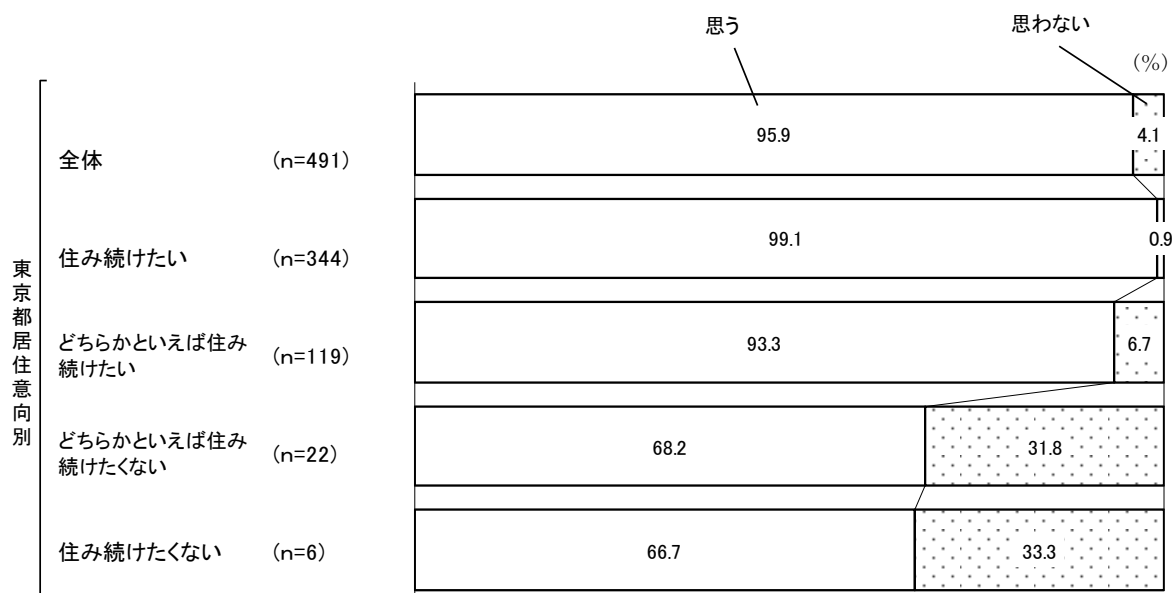 思う
思わない
(%)
全体
(n=491)
95.9
4.1
東京都居住意向別
住み続けたい
(n=344)
99.1
0.9
どちらかといえば住み
続けたい
(n=119)
93.3
6.7
どちらかといえば住み
続けたくない
(n=22)
68.2
31.8
住み続けたくない
(n=6)
66.7
33.3